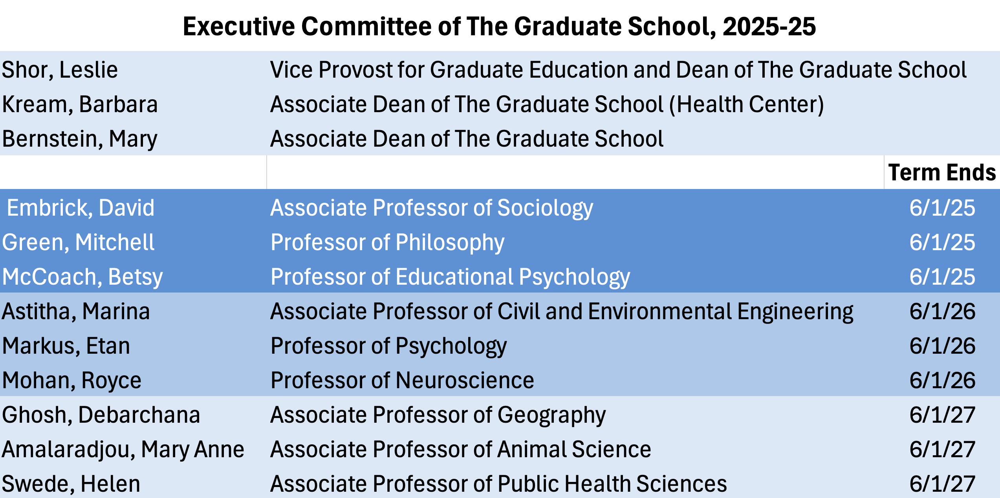 Executive Committee of The Graduate School, 2025-25
Shor, Leslie Vice Provost for Graduate Education and Dean of The Graduate School
Kream, Barbara Associate Dean of The Graduate School (Health Center)
Bernstein, Mary Associate Dean of The Graduate School
Term Ends
Embrick, David Associate Professor of Sociology 6/1/25
Green, Mitchell Professor of Philosophy 6/1/25
McCoach, Betsy Professor of Educational Psychology 6/1/25
Astitha, Marina Associate Professor of Civil and Environmental Engineering 6/1/26
Markus, Etan Professor of Psychology 6/1/26
Mohan, Royce Professor of Neuroscience 6/1/26
Ghosh, Debarchana Associate Professor of Geography 6/1/27
Amalaradjou, Mary Anne Associate Professor of Animal Science 6/1/27
Swede, Helen Associate Professor of Public Health Sciences 6/1/27